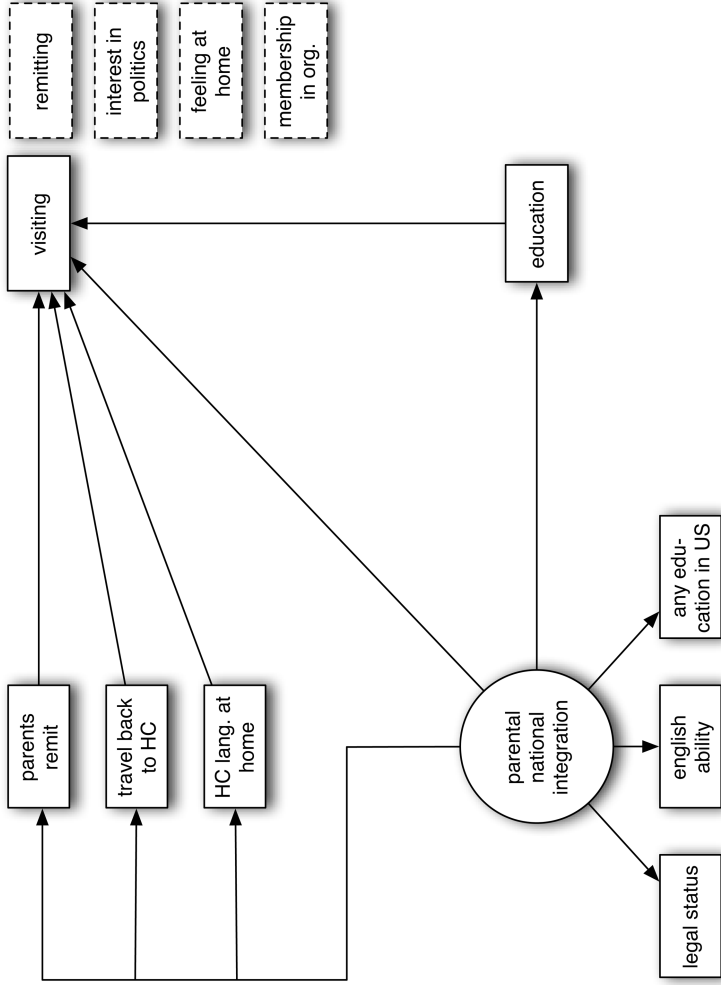 remitting
interest in
politics
feeling at
home
membership
in org.
visiting
education
parents
remit
travel back
to HC
HC lang. at
home
parental
national
integration
any edu-
cation in US
english
ability
legal status